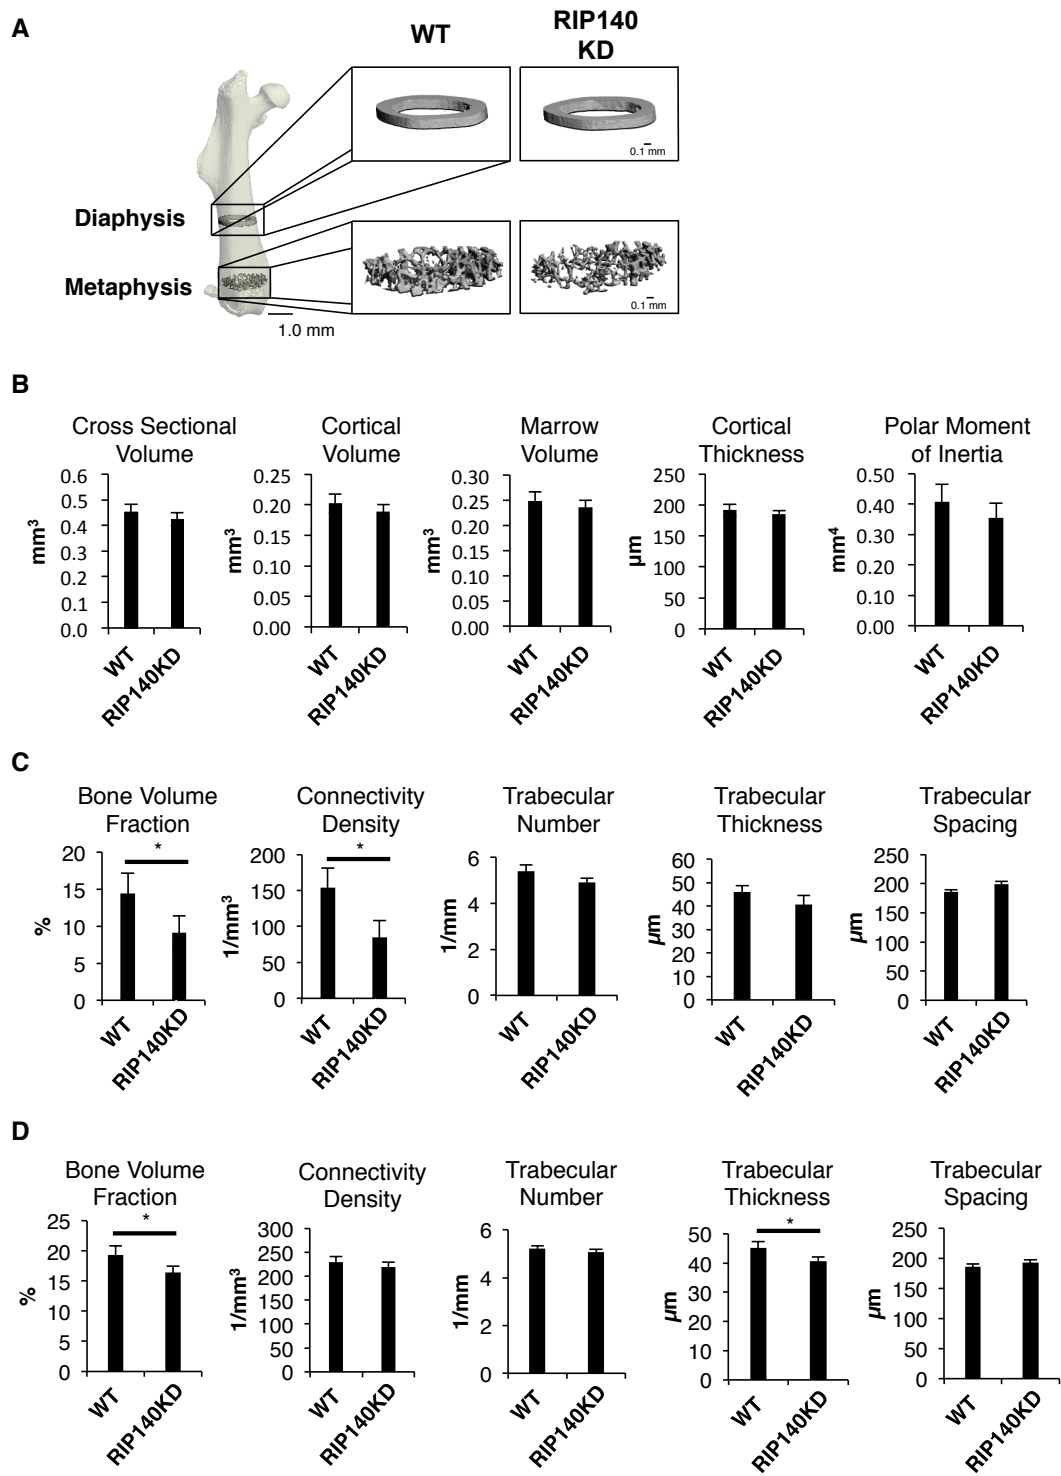 A
WT
RIP140
KD
0.1 mm
Diaphysis
Metaphysis
0.1 mm
1.0 mm
B
Cross Sectional
Volume
0.6
0.5
0.4
0.3
0.2
0.1
0.0
mm³
WT
RIP140KD
Cortical
Volume
0.25
0.20
0.15
0.10
0.05
0.00
mm³
WT
RIP140KD
Marrow
Volume
0.30
0.25
0.20
0.15
0.10
0.05
0.00
mm³
WT
RIP140KD
Cortical
Thickness
250
200
150
100
50
0
µm
WT
RIP140KD
Polar Moment
of Inertia
0.50
0.40
0.30
0.20
0.10
0.00
mm⁴
WT
RIP140KD
C
Bone Volume
Fraction
*
20
15
10
5
0
%
WT
RIP140KD
Connectivity
Density
*
200
150
100
50
0
1/mm³
WT
RIP140KD
Trabecular
Number
6
4
2
0
1/mm
WT
RIP140KD
Trabecular
Thickness
60
50
40
30
20
10
0
µm
WT
RIP140KD
Trabecular
Spacing
250
200
150
100
50
0
µm
WT
RIP140KD
D
Bone Volume
Fraction
*
25
20
15
10
5
0
%
WT
RIP140KD
Connectivity
Density
300
250
200
150
100
50
0
1/mm³
WT
RIP140KD
Trabecular
Number
6
4
2
0
1/mm
WT
RIP140KD
Trabecular
Thickness
*
50
40
30
20
10
0
µm
WT
RIP140KD
Trabecular
Spacing
250
200
150
100
50
0
µm
WT
RIP140KD